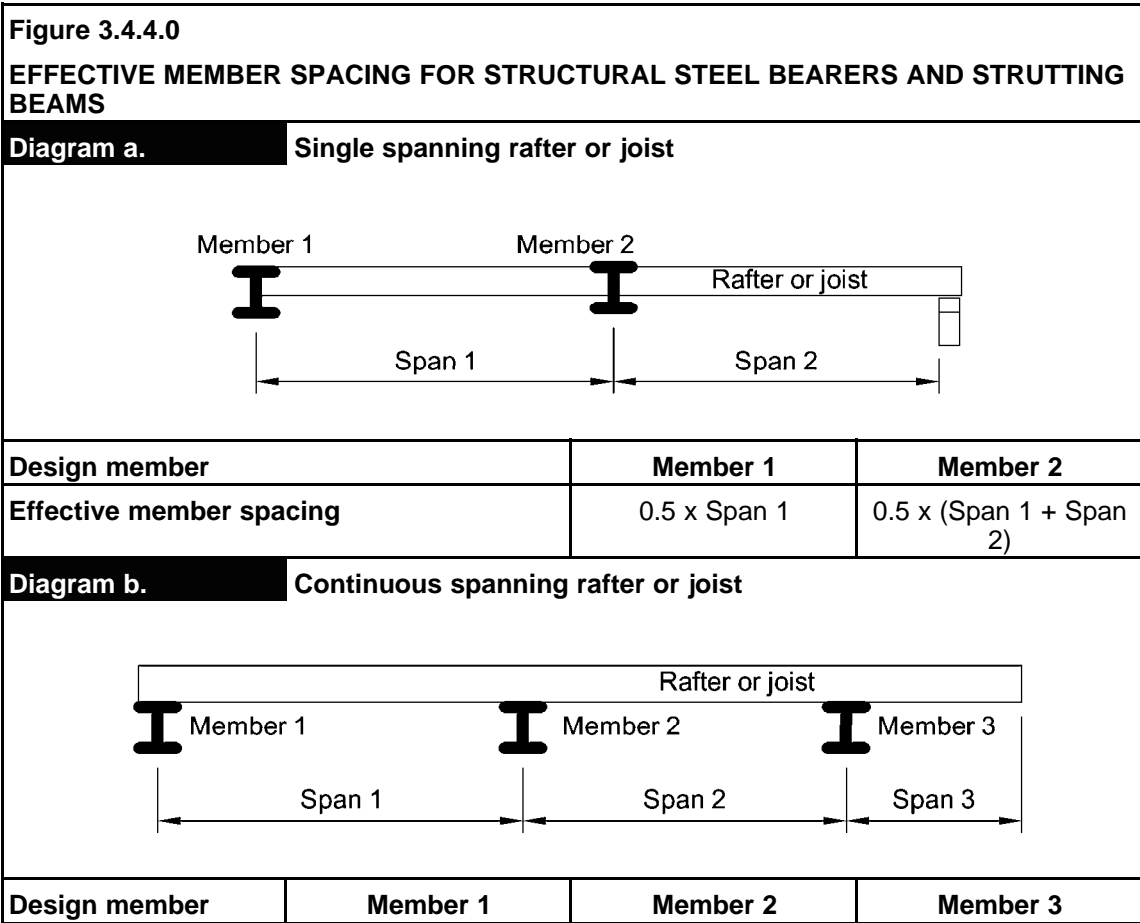 Figure 3.4.4.0
EFFECTIVE MEMBER SPACING FOR STRUCTURAL STEEL BEARERS AND STRUTTING
BEAMS
Diagram a. Single spanning rafter or joist
Member 1 Member 2
Rafter or joist
Span 1 Span 2
Design member Member 1 Member 2
Effective member spacing 0.5 x Span 1 0.5 x (Span 1 + Span
2)
Diagram b. Continuous spanning rafter or joist
Rafter or joist
Member 1 Member 2 Member 3
Span 1 Span 2 Span 3
Design member Member 1 Member 2 Member 3